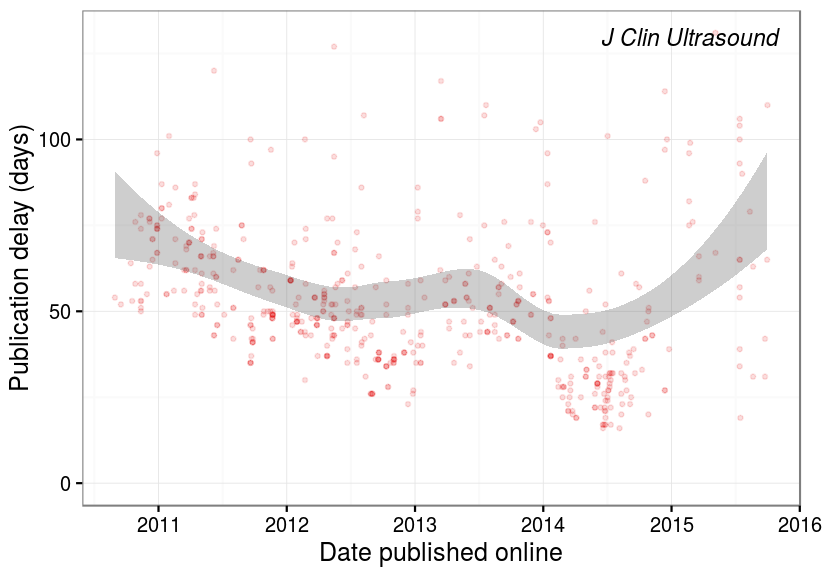 J Clin Ultrasound
Publication delay (days)
100
50
0
2011 2012 2013 2014 2015 2016
Date published online